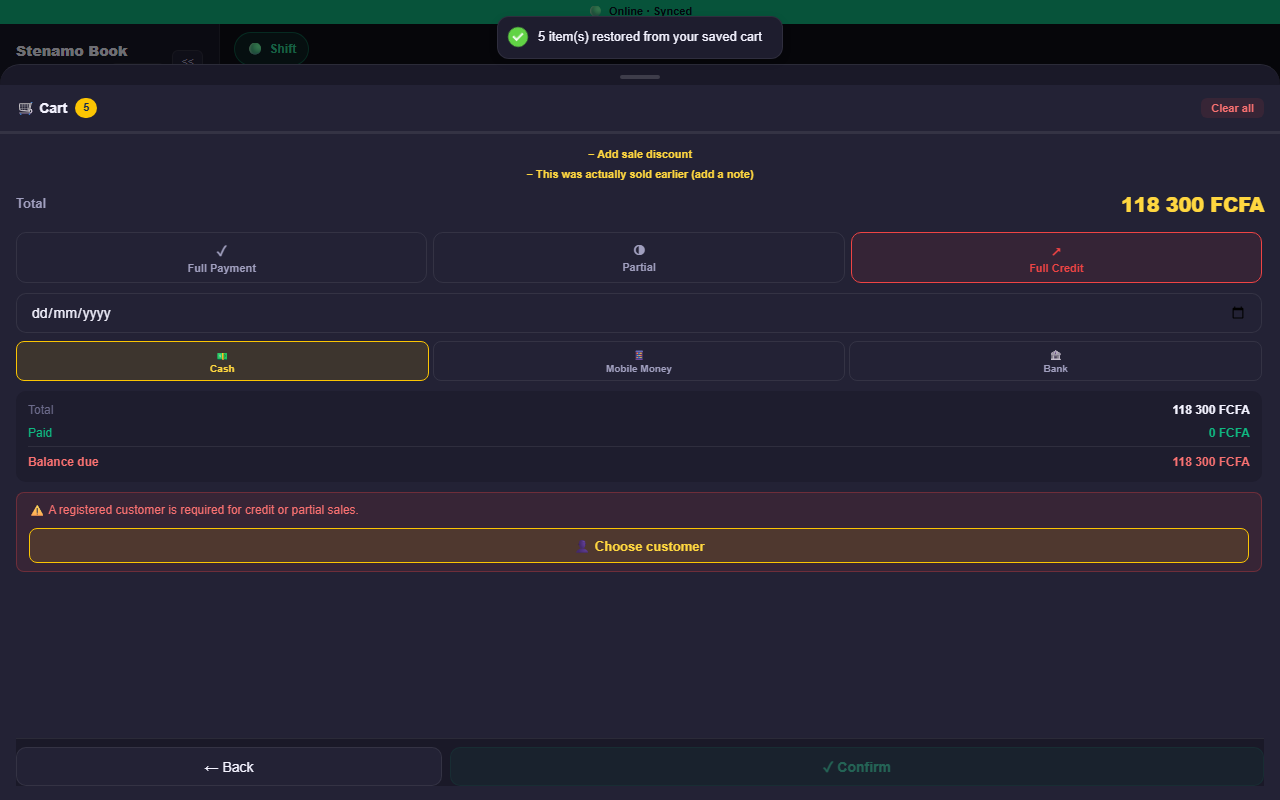 Online · Synced
Stenamo Book
<<
Shift
5 item(s) restored from your saved cart
Cart 5
Clear all
– Add sale discount
– This was actually sold earlier (add a note)
Total
118 300 FCFA
✓
Full Payment
Partial
↗
Full Credit
dd/mm/yyyy
Cash
Mobile Money
Bank
Total 118 300 FCFA
Paid 0 FCFA
Balance due 118 300 FCFA
⚠ A registered customer is required for credit or partial sales.
Choose customer
← Back
✓ Confirm